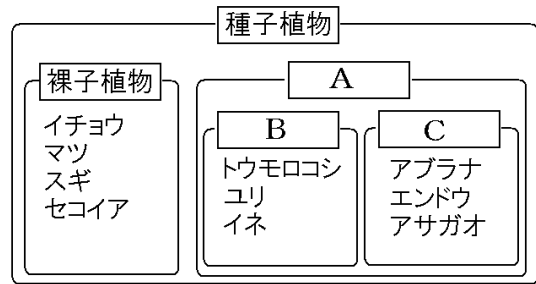 種子植物
裸子植物
イチョウ
マツ
スギ
セコイア
A
B
トウモロコシ
ユリ
イネ
C
アブラナ
エンドウ
アサガオ